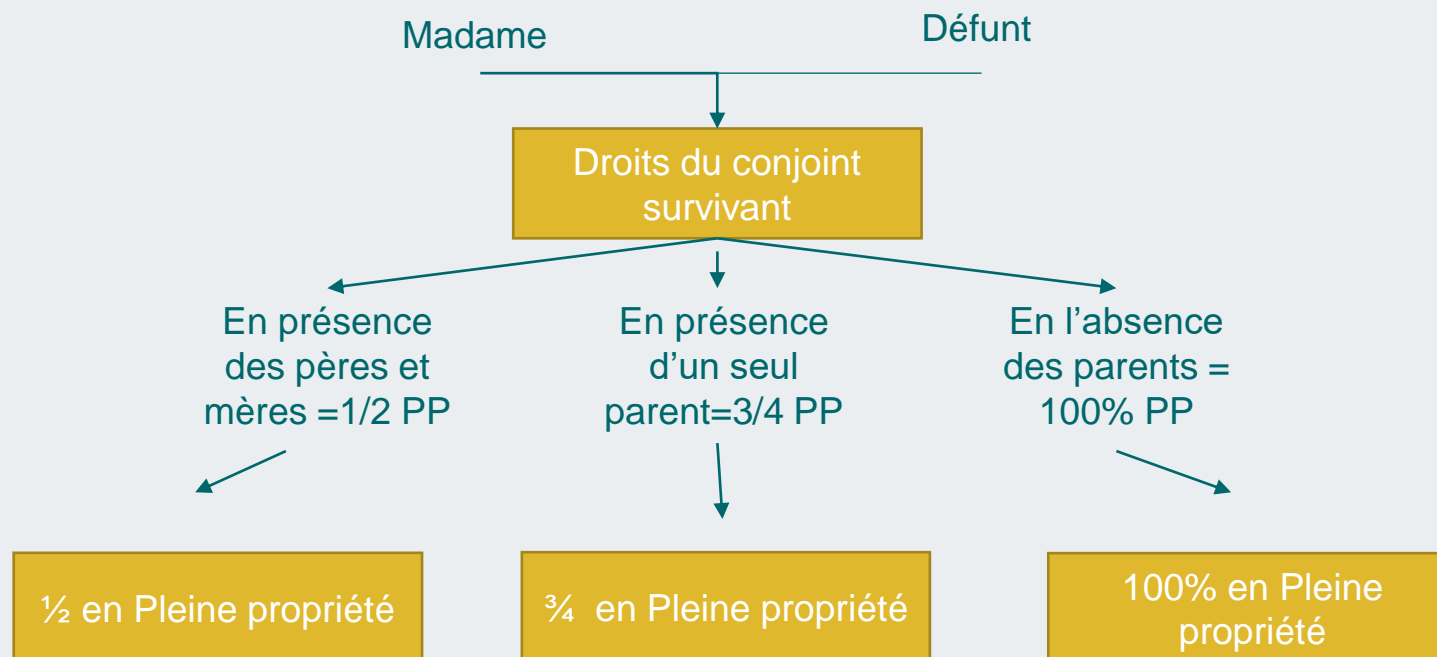 Madame
Défunt
Droits du conjoint
survivant
En présence
des pères et
mères =1/2 PP
En présence
d’un seul
parent=3/4 PP
En l’absence
des parents =
100% PP
½ en Pleine propriété
¾ en Pleine propriété
100% en Pleine
propriété